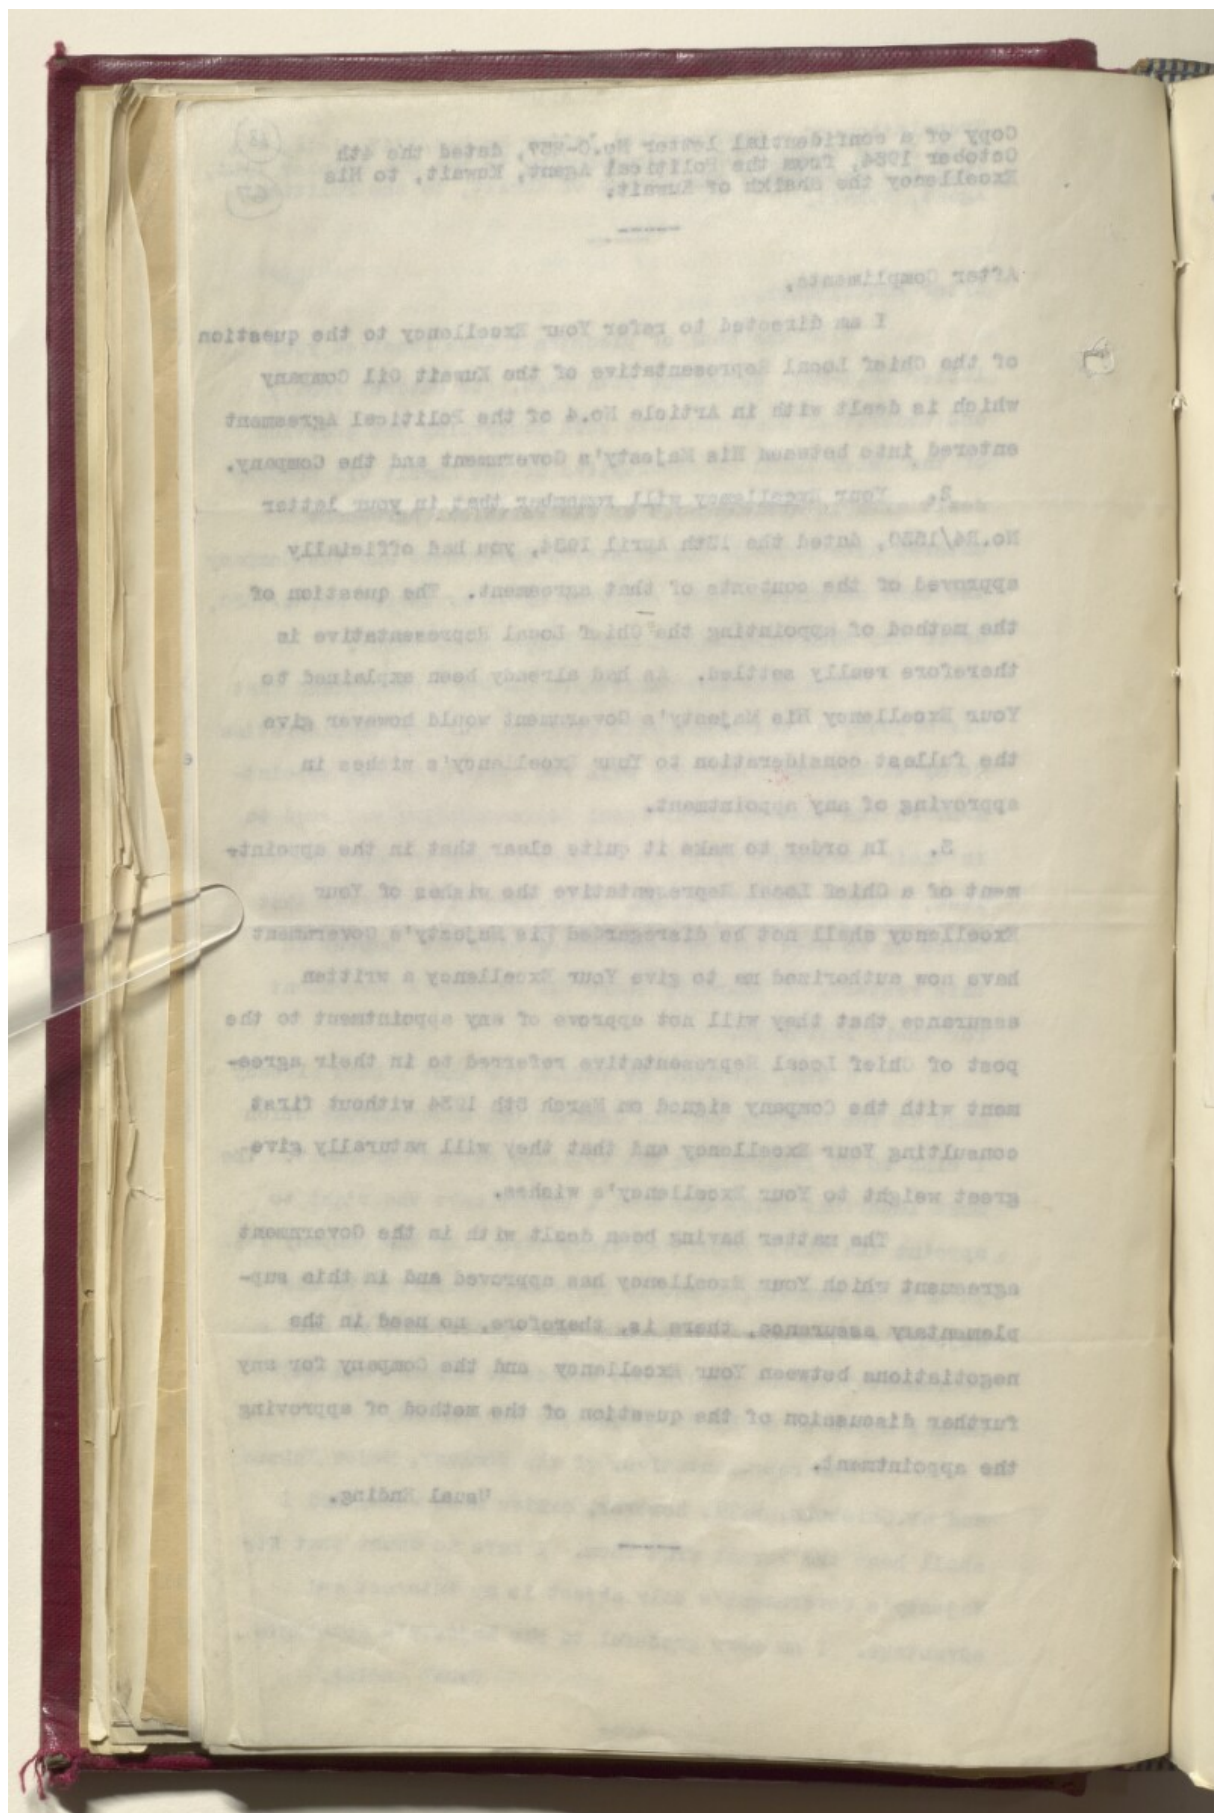 Copy of a confidential letter No.C-257, dated the 4th
October 1934, from the Political Agent, Kuwait, to His
Excellency the Shaikh of Kuwait.
After Compliments,
I am directed to refer Your Excellency to the question
of the Chief Local Representative of the Kuwait Oil Company
which is dealt with in Article No.4 of the Political Agreement
entered into between His Majesty's Government and the Company.
2. Your Excellency will remember that in your letter
dated the April 1934, you had officially
approved of the contents of that agreement. The question of
the method of appointing the Chief Local Representative is
therefore really settled. As had already been explained to
Your Excellency His Majesty's Government would however give
the fullest consideration to Your Excellency's wishes in
approving of any appointment.
3. In order to make it quite clear that in the appoint-
ment of a Chief Local Representative the wishes of Your
Excellency shall not be disregarded His Majesty's Government
have now authorized me to give Your Excellency a written
assurance that they will not approve of any appointment to the
post of Chief Local Representative referred to in their agree-
ment with the Company signed on March 5th 1934 without first
consulting Your Excellency and that they will naturally give
great weight to Your Excellency's wishes.
The matter having been dealt with in the Government
agreement which Your Excellency has approved and in this sup-
plementary assurance, there is, therefore, no need in the
negotiations between Your Excellency and the Company for any
further discussion of the question of the method of approving
the appointment.
Usual Ending.